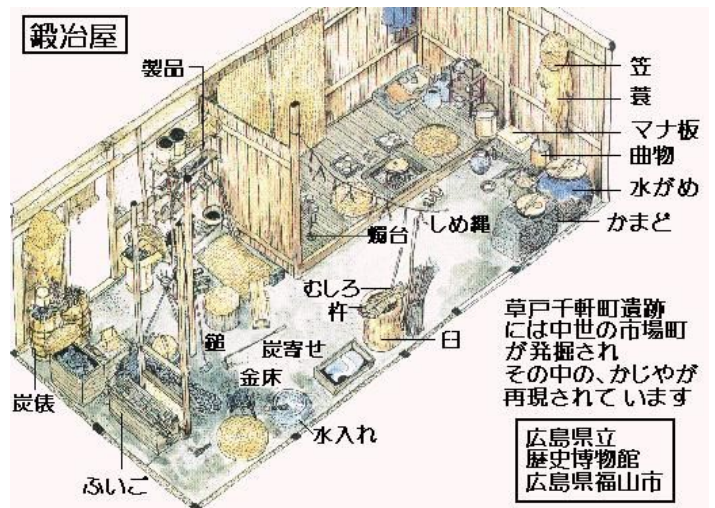 鍛冶屋
製品
笠
蓑
マナ板
曲物
水がめ
かまど
燭台
しめ縄
むしろ
杵
臼
鎚
炭寄せ
金床
水入れ
炭俵
ふいご
草戸千軒町遺跡
には中世の市場町
が発掘され
その中の、かじやが
再現されています
広島県立
歴史博物館
広島県福山市